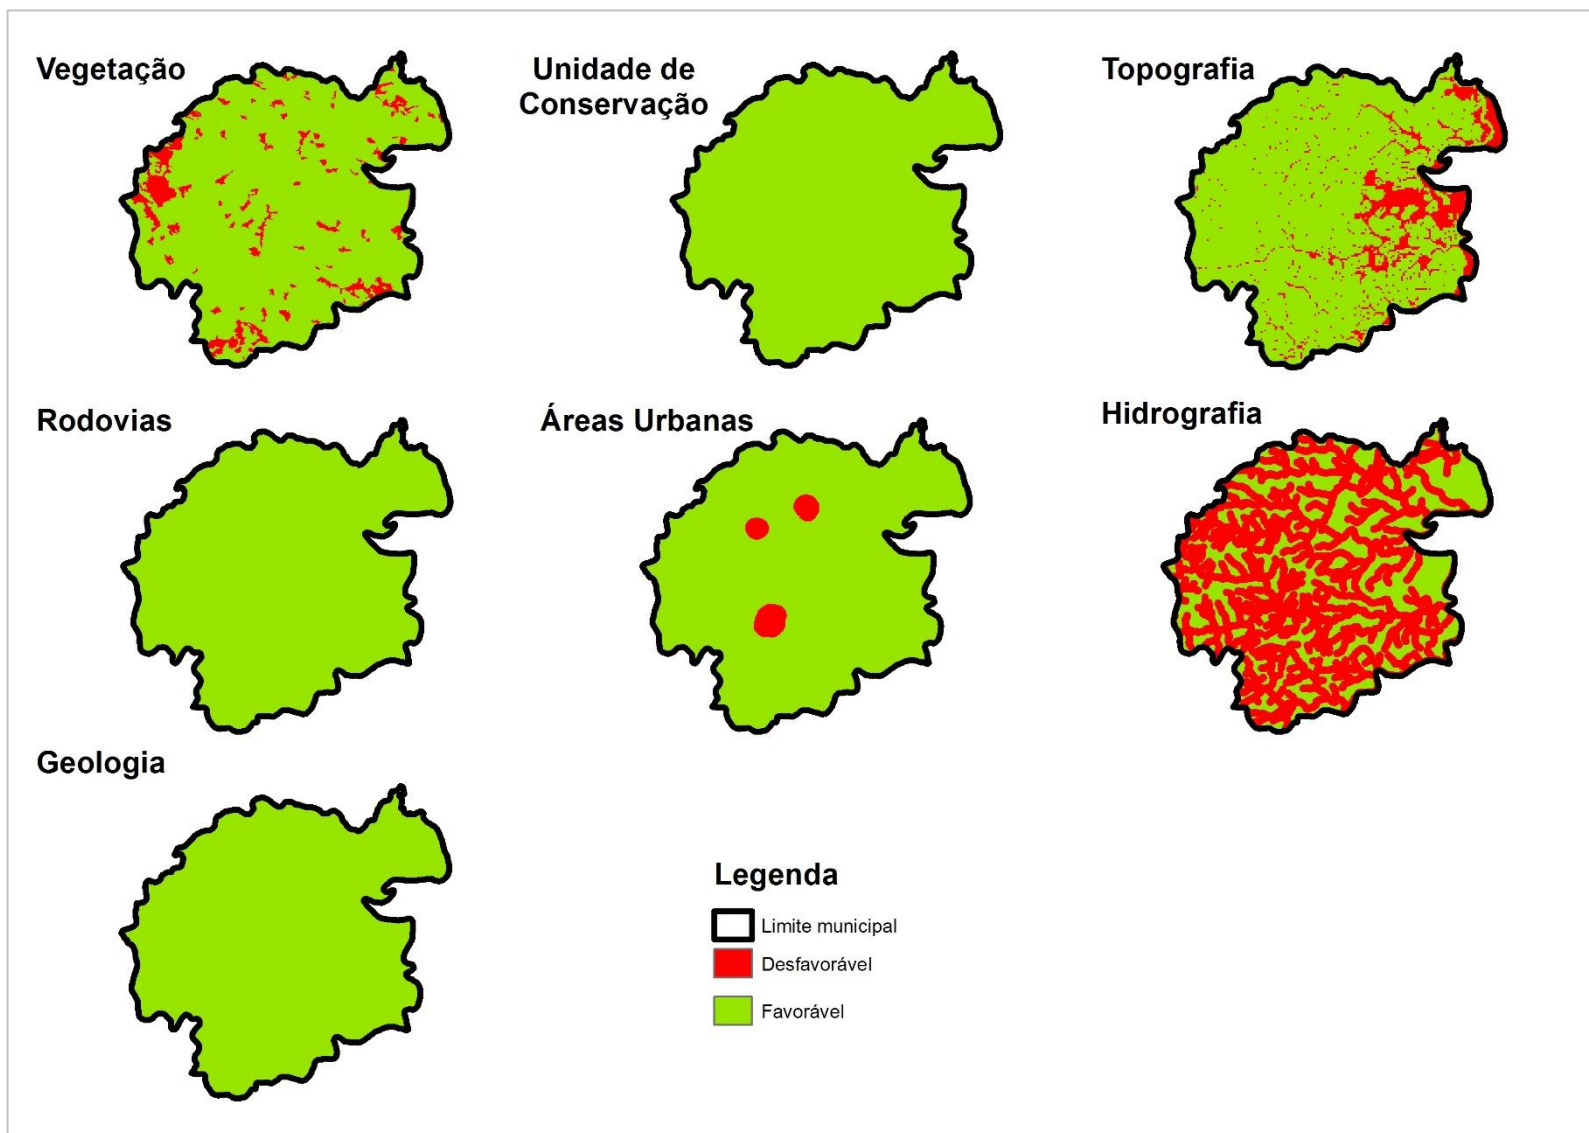 Vegetação
Unidade de
Conservação
Topografia
Rodovias
Áreas Urbanas
Hidrografia
Geologia
Legenda
Limite municipal
Desfavorável
Favorável